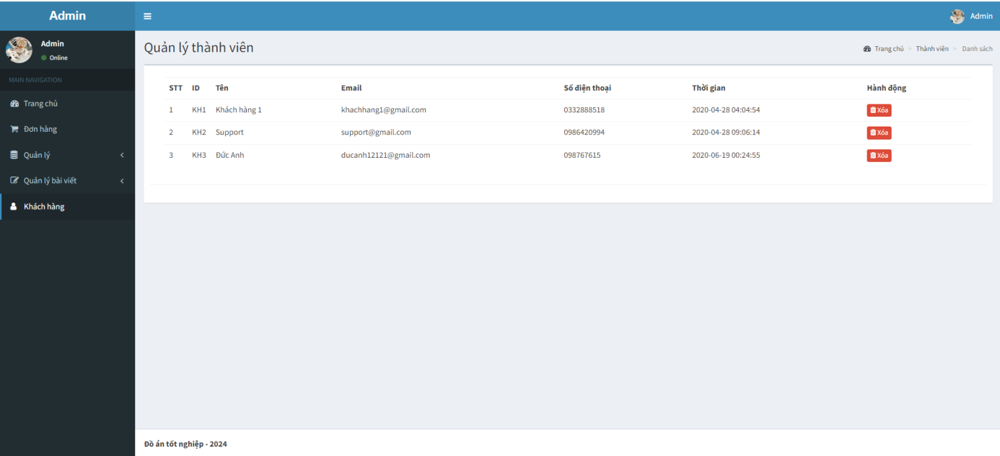 Admin
Admin
Admin
Online
MAIN NAVIGATION
Trang chủ
Đơn hàng
Quản lý
Quản lý bài viết
Khách hàng
Quản lý thành viên
Trang chủ > Thành viên > Danh sách
STT ID Tên Email Số điện thoại Thời gian Hành động
1 KH1 Khách hàng 1 khachhang1@gmail.com 0332888518 2020-04-28 04:04:54 Xóa
2 KH2 Support support@gmail.com 0986420994 2020-04-28 09:06:14 Xóa
3 KH3 Đức Anh ducanh12121@gmail.com 098767615 2020-06-19 00:24:55 Xóa
Đồ án tốt nghiệp - 2024